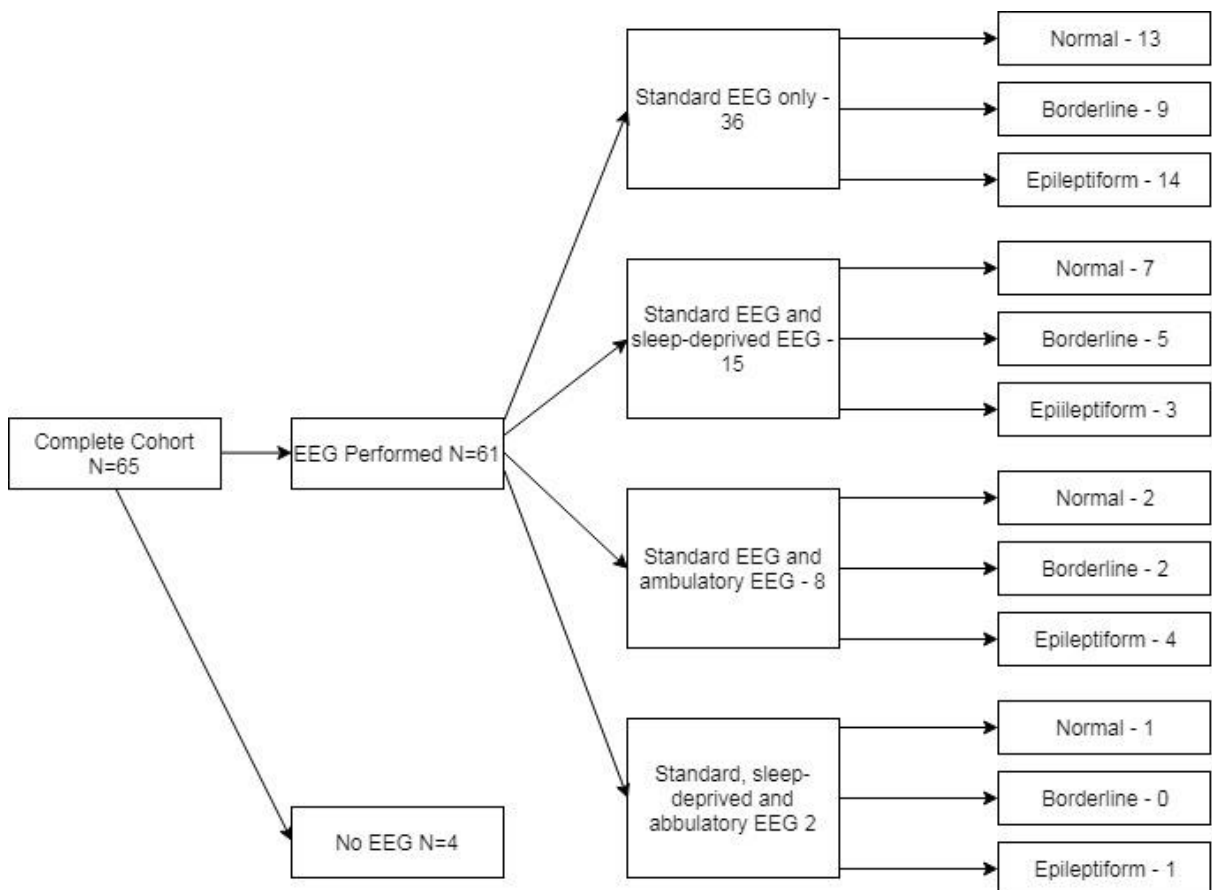 Complete Cohort
N=65
EEG Performed N=61
No EEG N=4
Standard EEG only -
36
Normal - 13
Borderline - 9
Epileptiform - 14
Standard EEG and
sleep-deprived EEG -
15
Normal - 7
Borderline - 5
Epiileptiform - 3
Standard EEG and
ambulatory EEG - 8
Normal - 2
Borderline - 2
Epileptiform - 4
Standard, sleep-
deprived and
abbulatory EEG 2
Normal - 1
Borderline - 0
Epileptiform - 1